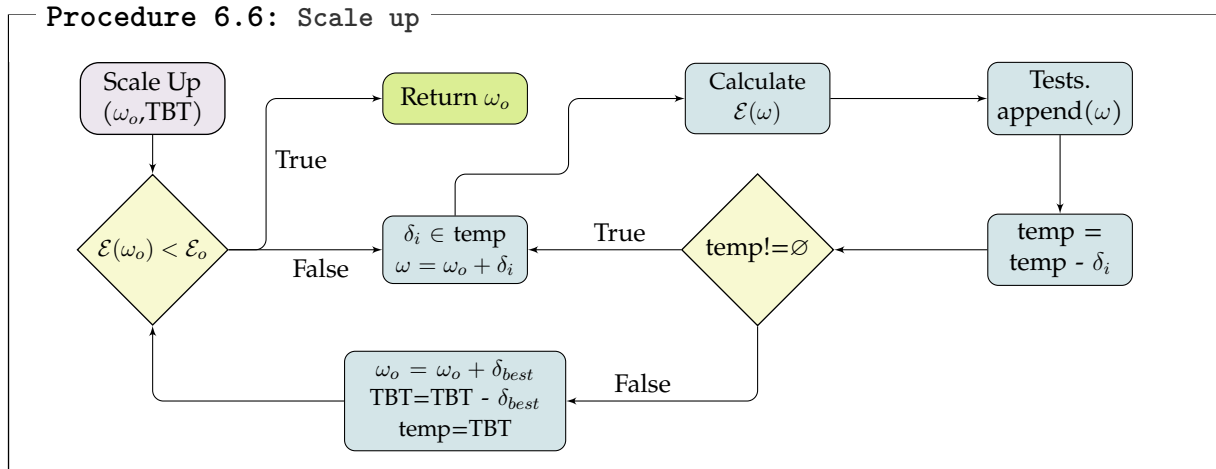 Procedure 6.6: Scale up
Scale Up
(ω_o,TBT)
Return ω_o
Calculate
ℰ(ω)
Tests.
append(ω)
True
ℰ(ω_o) < ℰ_o
False
δ_i ∈ temp
ω = ω_o + δ_i
True
temp!=∅
temp =
temp - δ_i
False
ω_o = ω_o + δ_best
TBT=TBT - δ_best
temp=TBT